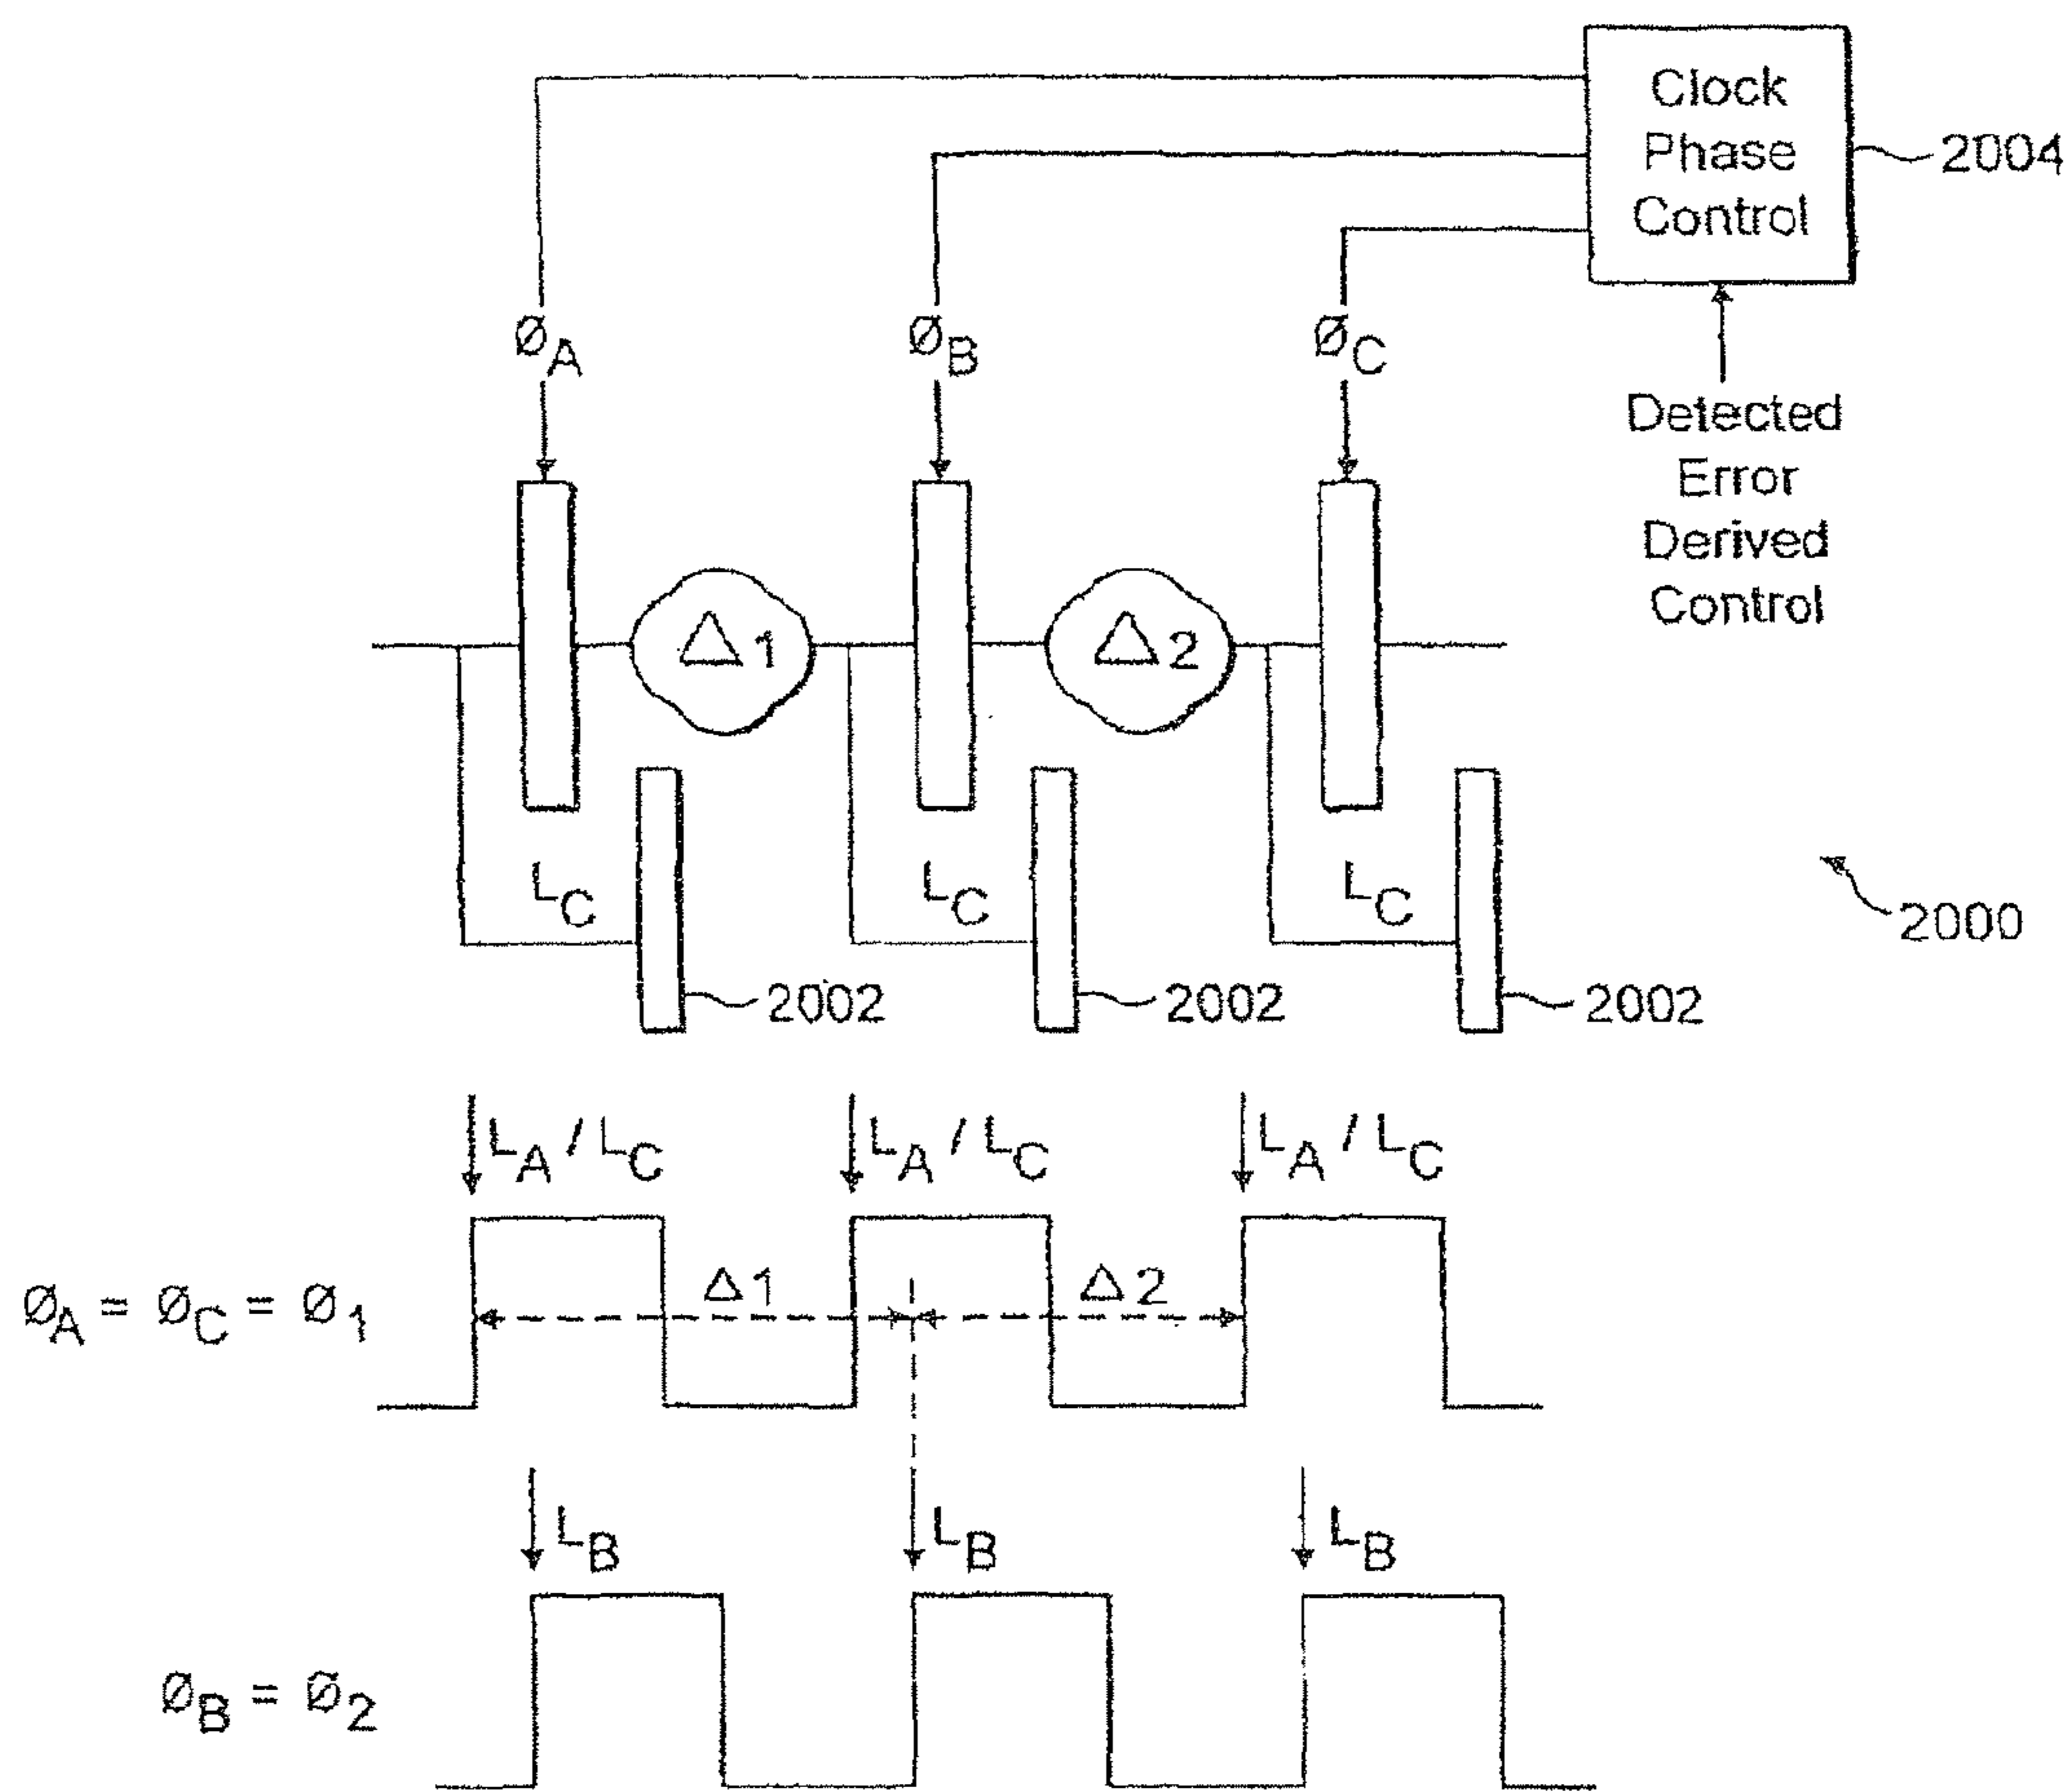 Clock
Phase
Control
2004
ØA
ØB
ØC
Detected
Error
Derived
Control
Δ1
Δ2
LC
LC
LC
2000
2002
2002
2002
LA / LC
LA / LC
LA / LC
Δ1
Δ2
ØA = ØC = Ø1
LB
LB
LB
ØB = Ø2